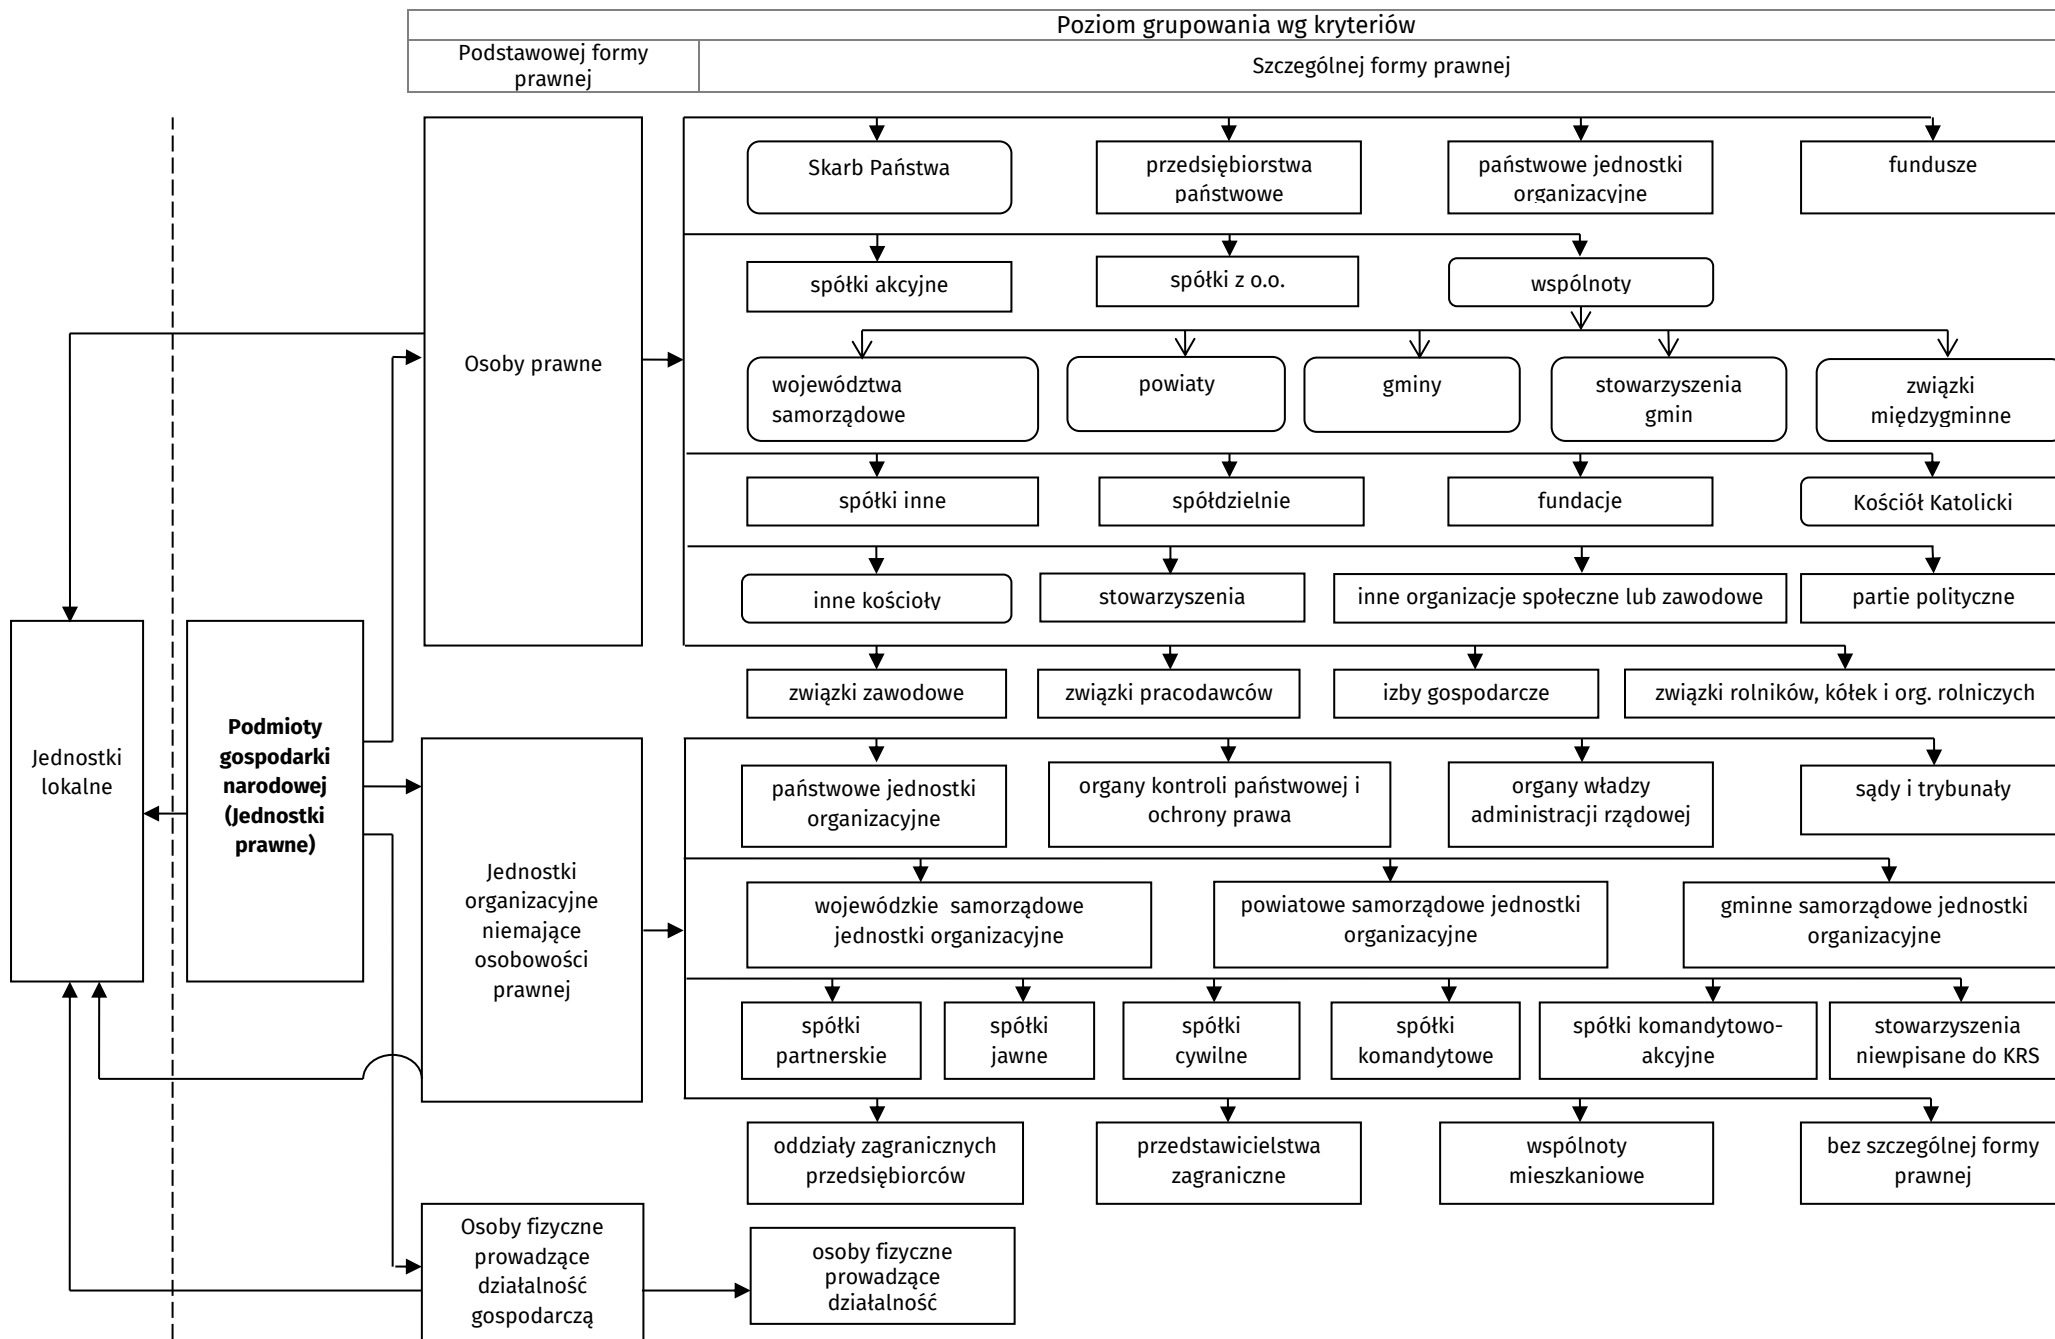 Poziom grupowania wg kryteriów
Podstawowej formy
prawnej
Szczególnej formy prawnej
Osoby prawne
Skarb Państwa
przedsiębiorstwa
państwowe
państwowe jednostki
organizacyjne
fundusze
spółki akcyjne
spółki z o.o.
wspólnoty
województwa
samorządowe
powiaty
gminy
stowarzyszenia
gmin
związki
międzygminne
spółki inne
spółdzielnie
fundacje
Kościół Katolicki
inne kościoły
stowarzyszenia
inne organizacje społeczne lub zawodowe
partie polityczne
związki zawodowe
związki pracodawców
izby gospodarcze
związki rolników, kółek i org. rolniczych
Jednostki
lokalne
Podmioty
gospodarki
narodowej
(Jednostki
prawne)
Jednostki
organizacyjne
niemające
osobowości
prawnej
państwowe jednostki
organizacyjne
organy kontroli państwowej i
ochrony prawa
organy władzy
administracji rządowej
sądy i trybunały
wojewódzkie samorządowe
jednostki organizacyjne
powiatowe samorządowe jednostki
organizacyjne
gminne samorządowe jednostki
organizacyjne
spółki
partnerskie
spółki
jawne
spółki
cywilne
spółki
komandytowe
spółki komandytowo-
akcyjne
stowarzyszenia
niewpisane do KRS
oddziały zagranicznych
przedsiębiorców
przedstawicielstwa
zagraniczne
wspólnoty
mieszkaniowe
bez szczególnej formy
prawnej
Osoby fizyczne
prowadzące
działalność
gospodarczą
osoby fizyczne
prowadzące
działalność